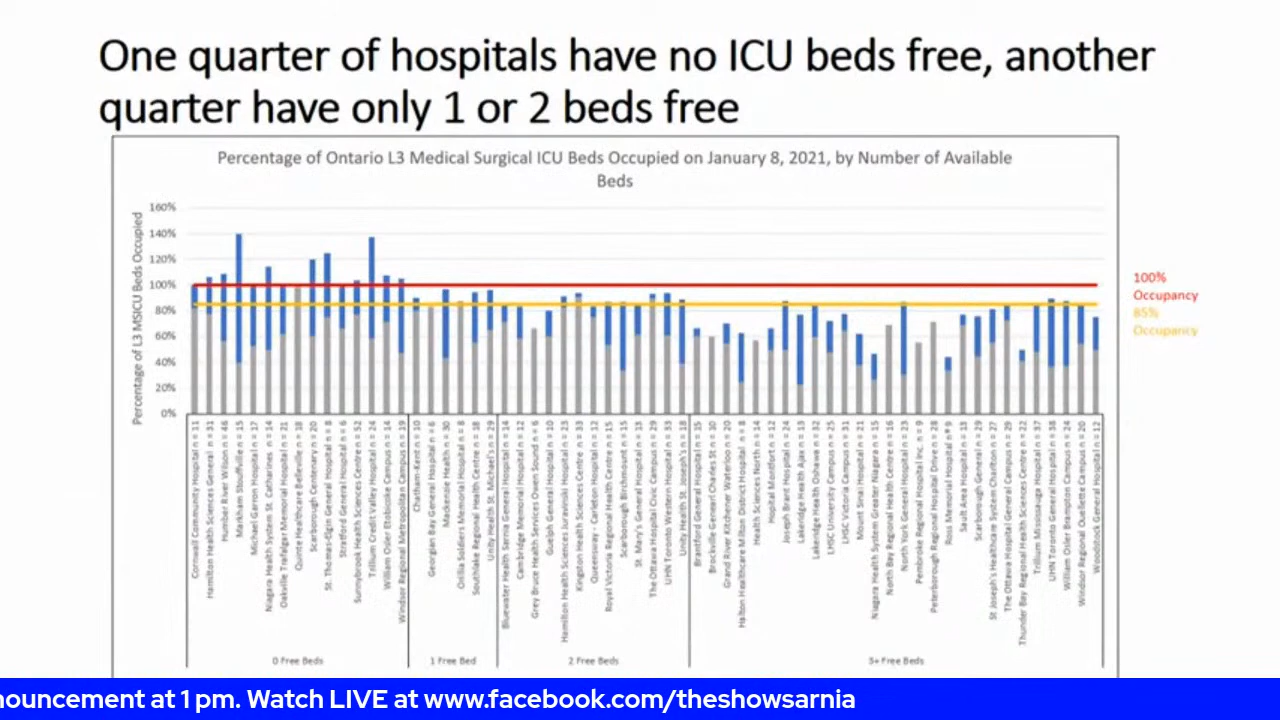 One quarter of hospitals have no ICU beds free, another
quarter have only 1 or 2 beds free
Percentage of Ontario L3 Medical Surgical ICU Beds Occupied on January 8, 2021, by Number of Available
Beds
Percentage of L3 MSICU Beds Occupied
160%
140%
120%
100%
80%
60%
40%
20%
0%
100%
Occupancy
85%
Occupancy
Cornwall Community Hospital n = 11
Hamilton Health Sciences General n = 31
Humber River Wilson n = 46
Markham Stouffville n = 15
Michael Garron Hospital n = 17
Niagara Health System St. Catharines n = 14
Oakville Trafalgar Memorial Hospital n = 21
Quinte Healthcare Belleville n = 18
Scarborough Centenary n = 20
St. Thomas-Elgin General Hospital n = 8
Stratford General Hospital n = 6
Sunnybrook Health Sciences Centre n = 52
Trillium Credit Valley Hospital n = 24
William Osler Etobicoke Campus n = 14
Windsor Regional Metropolitan Campus n = 19
Chatham-Kent n = 10
Georgian Bay General Hospital n = 6
Mackenzie Health n = 30
Orillia Soldiers Memorial Hospital n = 8
Southlake Regional Health Centre n = 18
Unity Health St. Michael's n = 29
Bluewater Health Sarnia General Hospital n = 14
Cambridge Memorial Hospital n = 12
Grey Bruce Health Services Owen Sound n = 6
Guelph General Hospital n = 10
Hamilton Health Sciences Juravinski Hospital n = 23
Kingston Health Sciences Centre n = 33
Queensway - Carleton Hospital n = 12
Royal Victoria Regional Health Centre n = 15
Scarborough Birchmount n = 15
St. Mary's General Hospital n = 13
The Ottawa Hospital Civic Campus n = 29
UHN Toronto Western Hospital n = 33
Unity Health St. Joseph's n = 18
Brantford General Hospital n = 15
Brockville General Charles St n = 10
Grand River Kitchener Waterloo n = 20
Halton Healthcare Milton District Hospital n = 8
Health Sciences North n = 14
Hopital Montfort n = 12
Joseph Brant Hospital n = 24
Lakeridge Health Ajax n = 13
Lakeridge Health Oshawa n = 32
LHSC University Campus n = 25
LHSC Victoria Campus n = 31
Mount Sinai Hospital n = 21
Niagara Health System Greater Niagara n = 15
North Bay Regional Health Centre n = 16
North York General Hospital n = 23
Pembroke Regional Hospital Inc. n = 9
Peterborough Regional Hospital Drive n = 28
Ross Memorial Hospital n = 9
Sault Area Hospital n = 13
Scarborough General n = 29
St Joseph's Healthcare System Charlton n = 27
The Ottawa Hospital General Campus n = 29
Thunder Bay Regional Health Sciences Centre n = 22
Trillium Mississauga Hospital n = 37
UHN Toronto General Hospital n = 38
William Osler Brampton Campus n = 24
Windsor Regional Ouellette Campus n = 20
Woodstock General Hospital n = 12
0 Free Beds
1 Free Bed
2 Free Beds
3+ Free Beds
nouncement at 1 pm. Watch LIVE at www.facebook.com/theshowsarnia